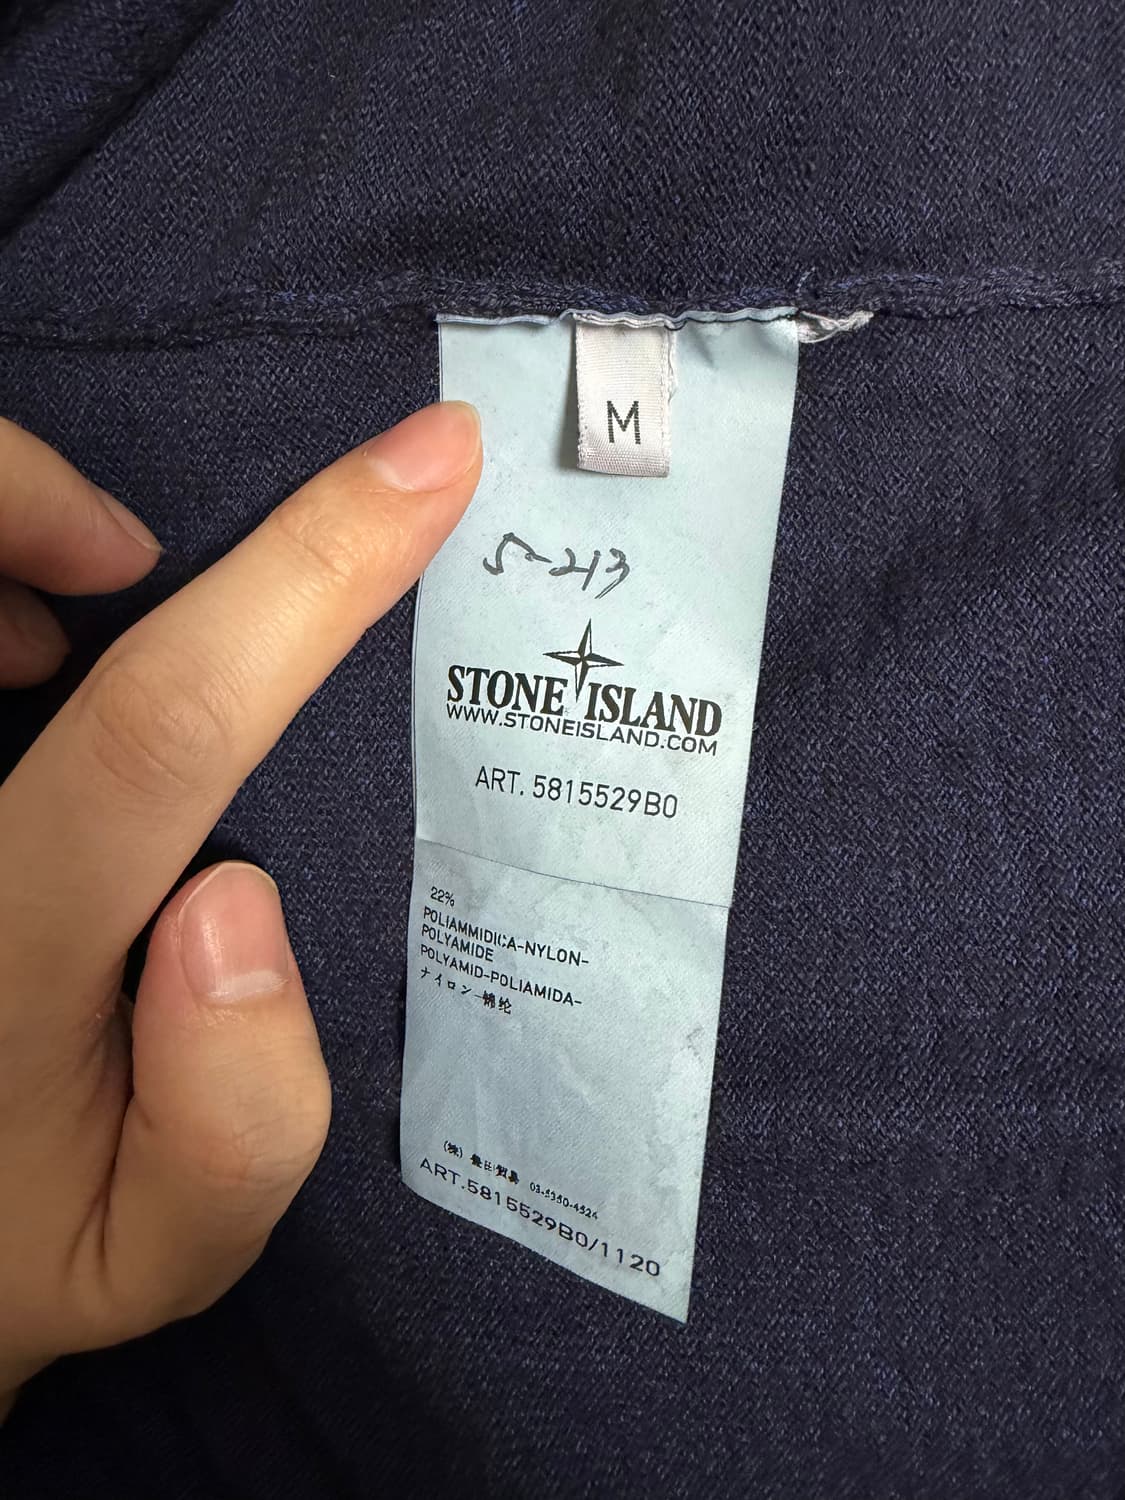 M
5-213
STONE ISLAND
WWW.STONEISLAND.COM
ART. 5815529B0
22%
POLIAMMIDICA-NYLON-
POLYAMIDE
POLYAMID-POLIAMIDA-
ナイロン-锦纶
(株)
ART.5815529B0/1120